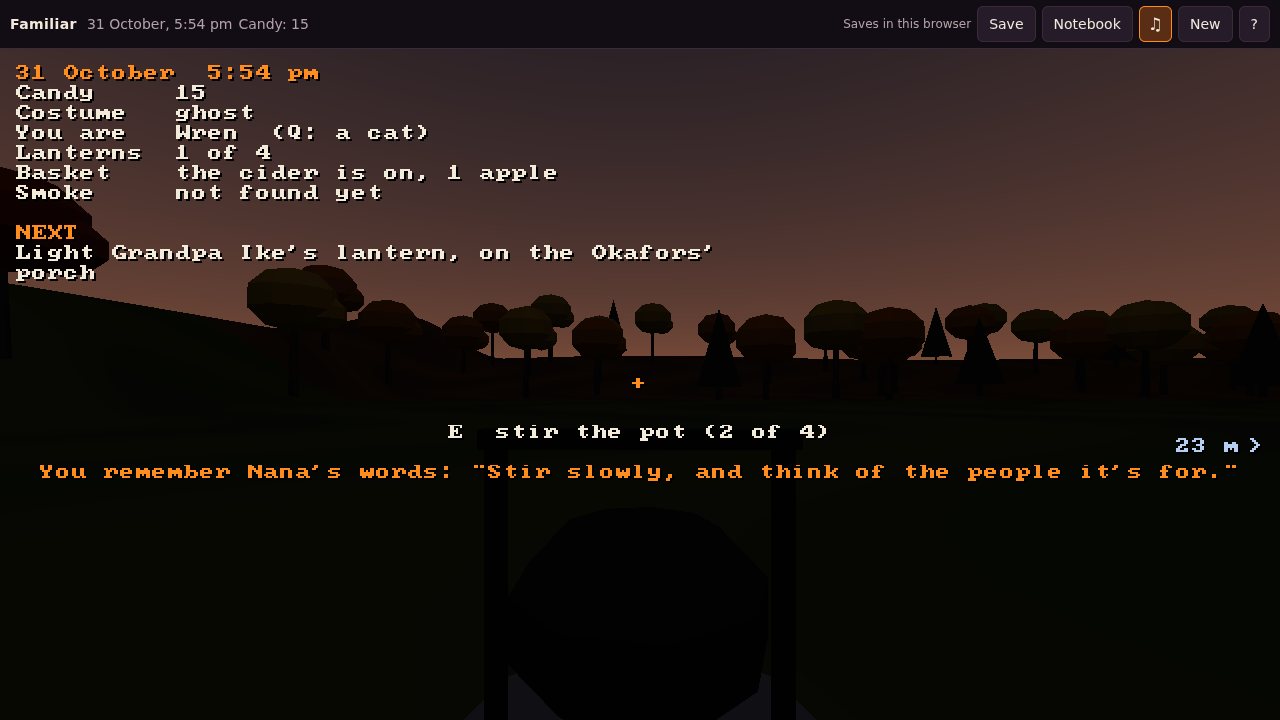 Familiar 31 October, 5:54 pm Candy: 15 Saves in this browser Save Notebook ♫ New ?
31 October 5:54 pm
Candy 15
Costume ghost
You are Wren (Q: a cat)
Lanterns 1 of 4
Basket the cider is on, 1 apple
Smoke not found yet
NEXT
Light Grandpa Ike's lantern, on the Okafors'
porch
+
E stir the pot (2 of 4)
23 m >
You remember Nana's words: "Stir slowly, and think of the people it's for."